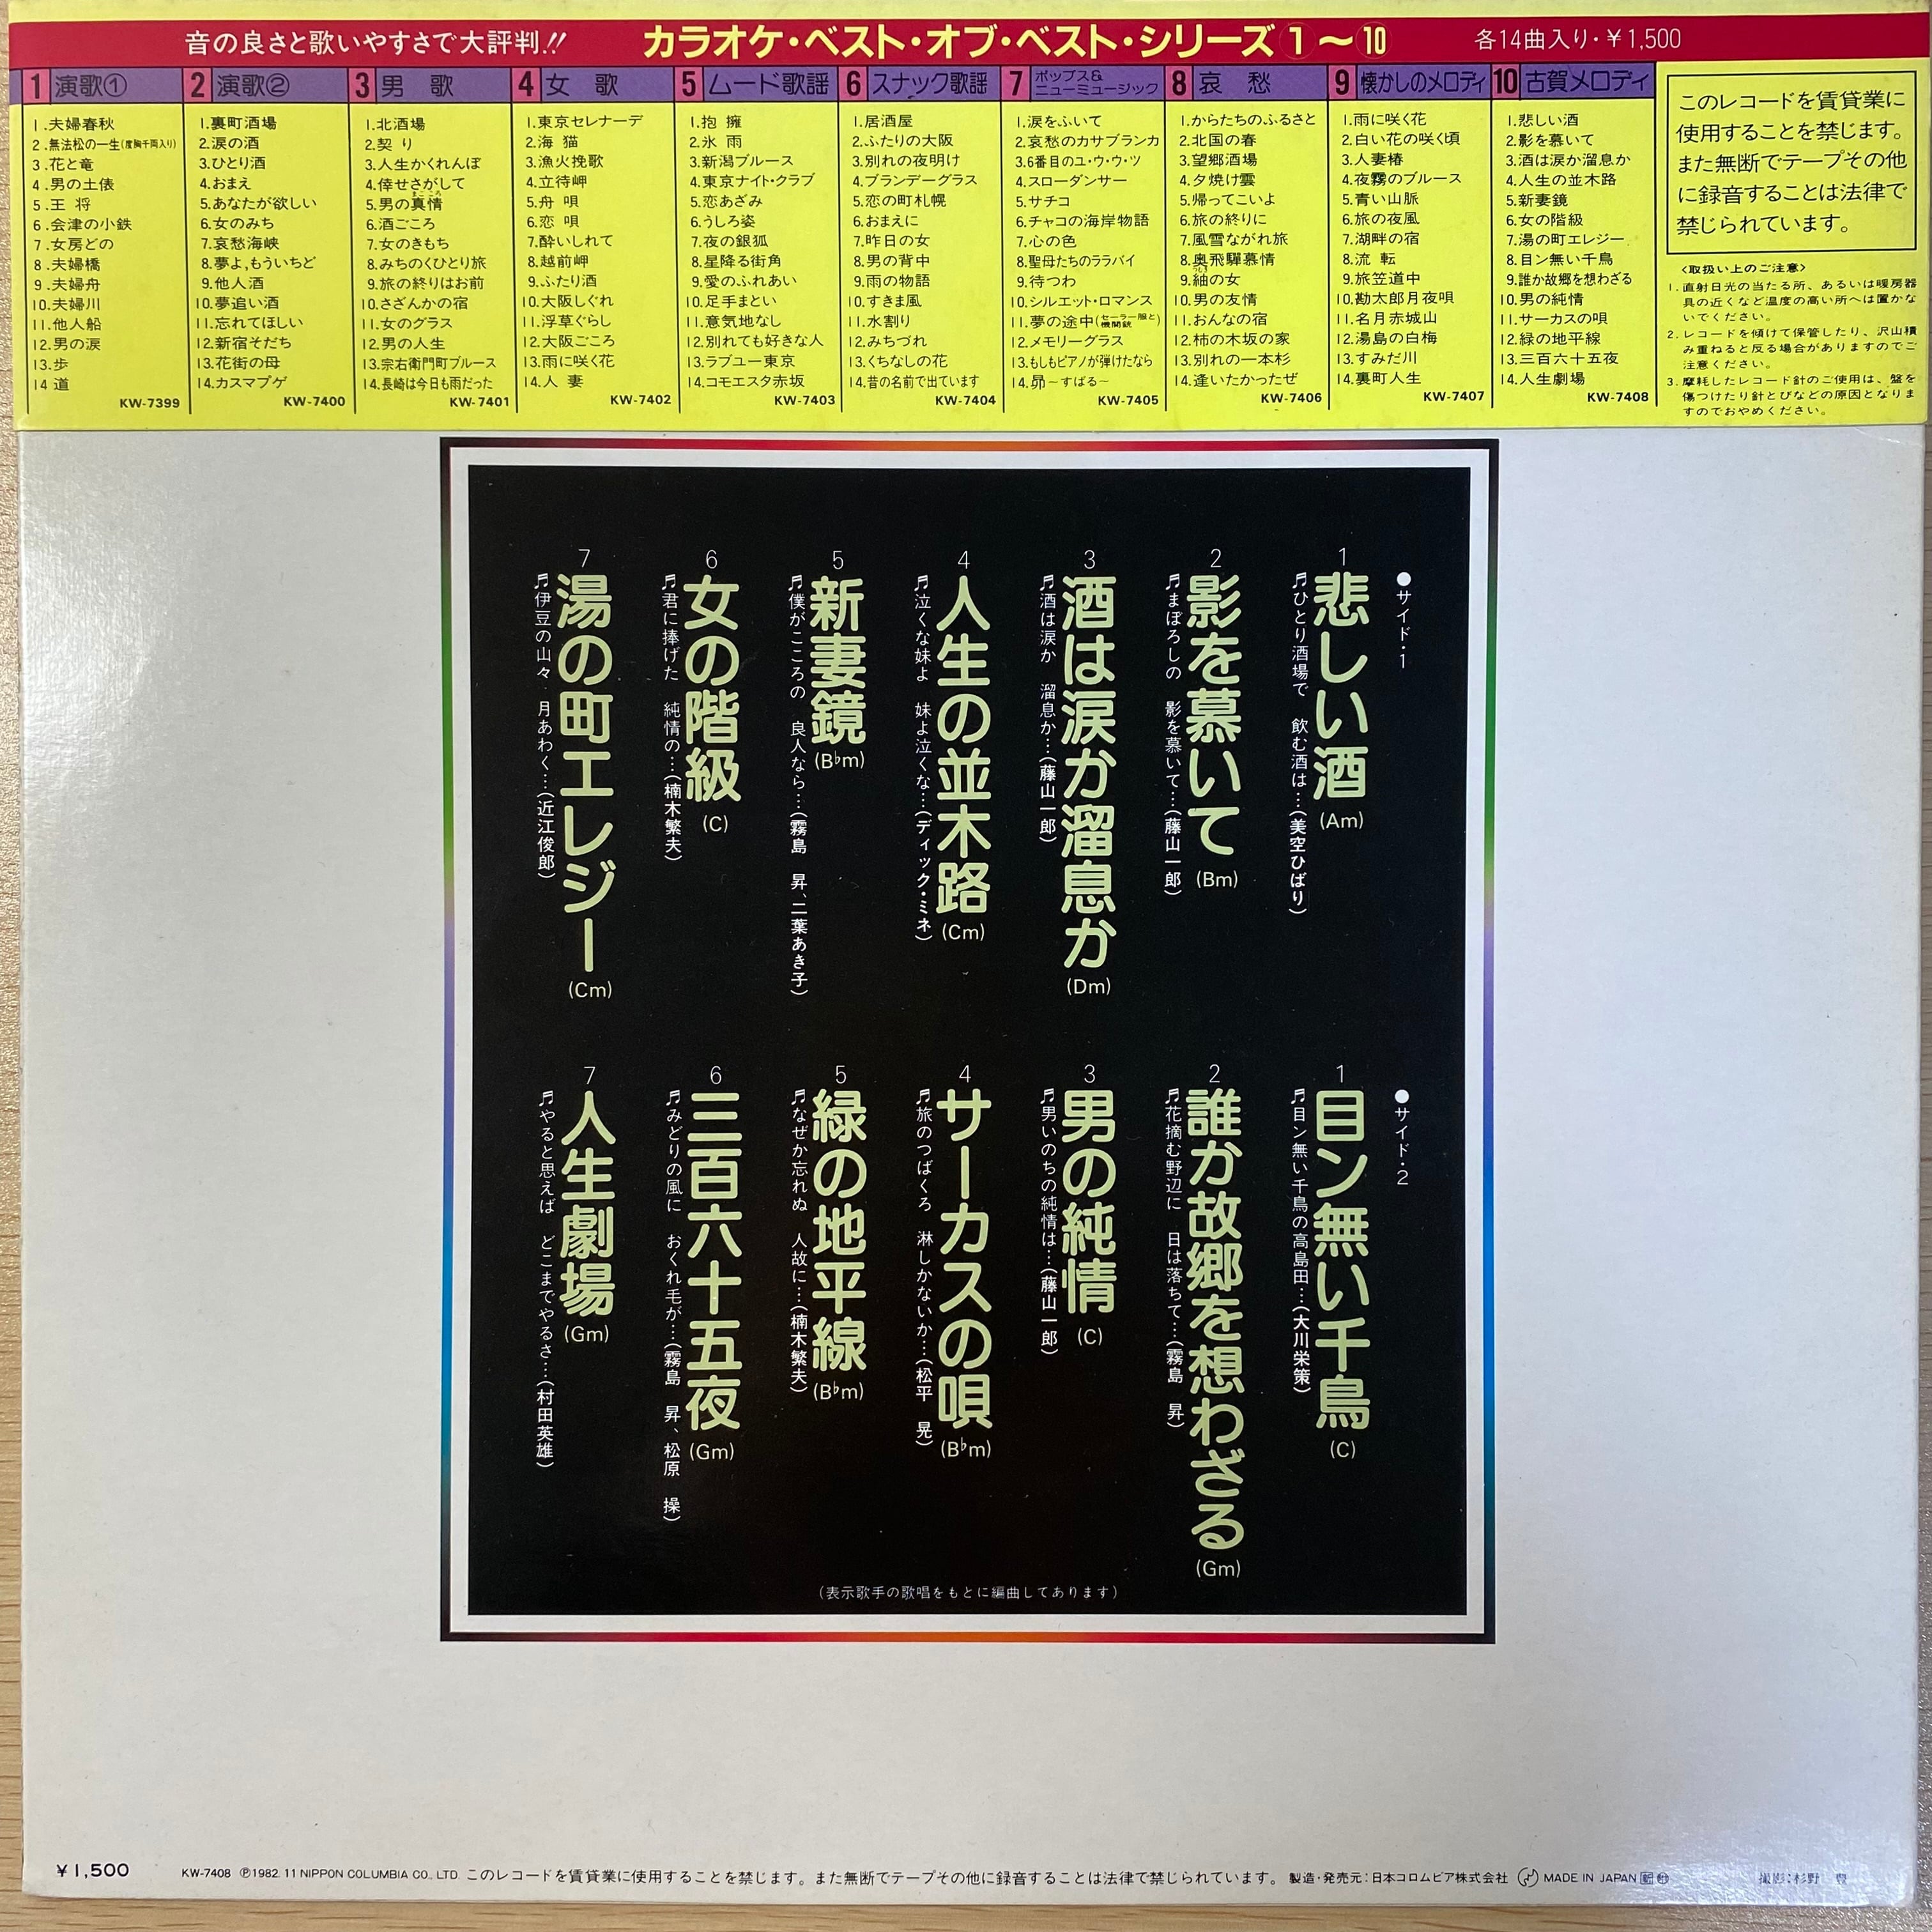 音の良さと歌いやすさで大評判!! カラオケ・ベスト・オブ・ベスト・シリーズ①〜⑩ 各14曲入り・￥1,500
1 演歌①
1.夫婦春秋
2.無法松の一生(度胸千両入り)
3.花と竜
4.男の土俵
5.王 将
6.会津の小鉄
7.女房どの
8.夫婦橋
9.夫婦舟
10.夫婦川
11.他人船
12.男の涙
13.歩
14 道
KW-7399
2 演歌②
1.裏町酒場
2.涙の酒
3.ひとり酒
4.おまえ
5.あなたが欲しい
6.女のみち
7.哀愁海峡
8.夢よ,もういちど
9.他人酒
10.夢追い酒
11.忘れてほしい
12.新宿そだち
13.花街の母
14.カスマプゲ
KW-7400
3 男 歌
1.北酒場
2.契り
3.人生かくれんぼ
4.倖せさがして
5.男の真情
6.酒ごころ
7.女のきもち
8.みちのくひとり旅
9.旅の終りはお前
10.さざんかの宿
11.女のグラス
12.男の人生
13.宗右衛門町ブルース
14.長崎は今日も雨だった
KW-7401
4 女 歌
1.東京セレナーデ
2.海 猫
3.漁火挽歌
4.立待岬
5.舟 唄
6.恋 唄
7.酔いしれて
8.越前岬
9.ふたり酒
10.大阪しぐれ
11.浮草ぐらし
12.大阪ごころ
13.雨に咲く花
14.人 妻
KW-7402
5 ムード歌謡
1.抱 擁
2.氷 雨
3.新潟ブルース
4.東京ナイト・クラブ
5.恋あざみ
6.うしろ姿
7.夜の銀狐
8.星降る街角
9.愛のふれあい
10.足手まとい
11.意気地なし
12.別れても好きな人
13.ラブユー東京
14.コモエスタ赤坂
KW-7403
6 スナック歌謡
1.居酒屋
2.ふたりの大阪
3.別れの夜明け
4.ブランデーグラス
5.恋の町札幌
6.おまえに
7.昨日の女
8.男の背中
9.雨の物語
10.すきま風
11.水割り
12.みちづれ
13.くちなしの花
14.昔の名前で出ています
KW-7404
7 ポップス&ニューミュージック
1.涙をふいて
2.哀愁のカサブランカ
3.6番目のユ・ウ・ウ・ツ
4.スローダンサー
5.サチコ
6.チャコの海岸物語
7.心の色
8.聖母たちのララバイ
9.待つわ
10.シルエット・ロマンス
11.夢の途中(セーラー服と機関銃)
12.メモリーグラス
13.もしもピアノが弾けたなら
14.昴〜すばる〜
KW-7405
8 哀 愁
1.からたちのふるさと
2.北国の春
3.望郷酒場
4.夕焼け雲
5.帰ってこいよ
6.旅の終りに
7.風雪ながれ旅
8.奥飛騨慕情
9.紬の女
10.男の友情
11.おんなの宿
12.柿の木坂の家
13.別れの一本杉
14.逢いたかったぜ
KW-7406
9 懐かしのメロディ
1.雨に咲く花
2.白い花の咲く頃
3.人妻椿
4.夜霧のブルース
5.青い山脈
6.旅の夜風
7.湖畔の宿
8.流 転
9.旅笠道中
10.勘太郎月夜唄
11.名月赤城山
12.湯島の白梅
13.すみだ川
14.裏町人生
KW-7407
10 古賀メロディ
1.悲しい酒
2.影を慕いて
3.酒は涙か溜息か
4.人生の並木路
5.新妻鏡
6.女の階級
7.湯の町エレジー
8.目ン無い千鳥
9.誰か故郷を想わざる
10.男の純情
11.サーカスの唄
12.緑の地平線
13.三百六十五夜
14.人生劇場
KW-7408
このレコードを賃貸業に
使用することを禁じます。
また無断でテープその他
に録音することは法律で
禁じられています。
〈取扱い上のご注意〉
1.直射日光の当たる所、あるいは暖房器
具の近くなど温度の高い所へは置かな
いでください。
2.レコードを傾けて保管したり、沢山積
み重ねると反る場合がありますのでご
注意ください。
3.摩耗したレコード針のご使用は、盤を
傷つけたり針とびなどの原因となりま
すのでおやめください。
●サイド・1
1 悲しい酒 (Am)
♬ひとり酒場で 飲む酒は…(美空ひばり)
2 影を慕いて (Bm)
♬まぼろしの 影を慕いて…(藤山一郎)
3 酒は涙か溜息か (Dm)
♬酒は涙か 溜息か…(藤山一郎)
4 人生の並木路 (Cm)
♬泣くな妹よ 妹よ泣くな…(ディック・ミネ)
5 新妻鏡 (B♭m)
♬僕がこころの 良人なら…(霧島 昇、二葉あき子)
6 女の階級 (C)
♬君に捧げた 純情の…(楠木繁夫)
7 湯の町エレジー (Cm)
♬伊豆の山々 月あわく…(近江俊郎)
●サイド・2
1 目ン無い千鳥 (C)
♬目ン無い千鳥の高島田…(大川栄策)
2 誰か故郷を想わざる (Gm)
♬花摘む野辺に 日は落ちて…(霧島 昇)
3 男の純情 (C)
♬男いのちの純情は…(藤山一郎)
4 サーカスの唄 (B♭m)
♬旅のつばくろ 淋しかないか…(松平 晃)
5 緑の地平線 (B♭m)
♬なぜか忘れぬ 人故に…(楠木繁夫)
6 三百六十五夜 (Gm)
♬みどりの風に おくれ毛が…(霧島 昇、松原 操)
7 人生劇場 (Gm)
♬やると思えば どこまでやるさ…(村田英雄)
(表示歌手の歌唱をもとに編曲してあります)
￥1,500 KW-7408 Ⓟ1982.11 NIPPON COLUMBIA CO., LTD. このレコードを賃貸業に使用することを禁じます。また無断でテープその他に録音することは法律で禁じられています。 製造・発売元:日本コロムビア株式会社 MADE IN JAPAN 撮影:杉野 豊